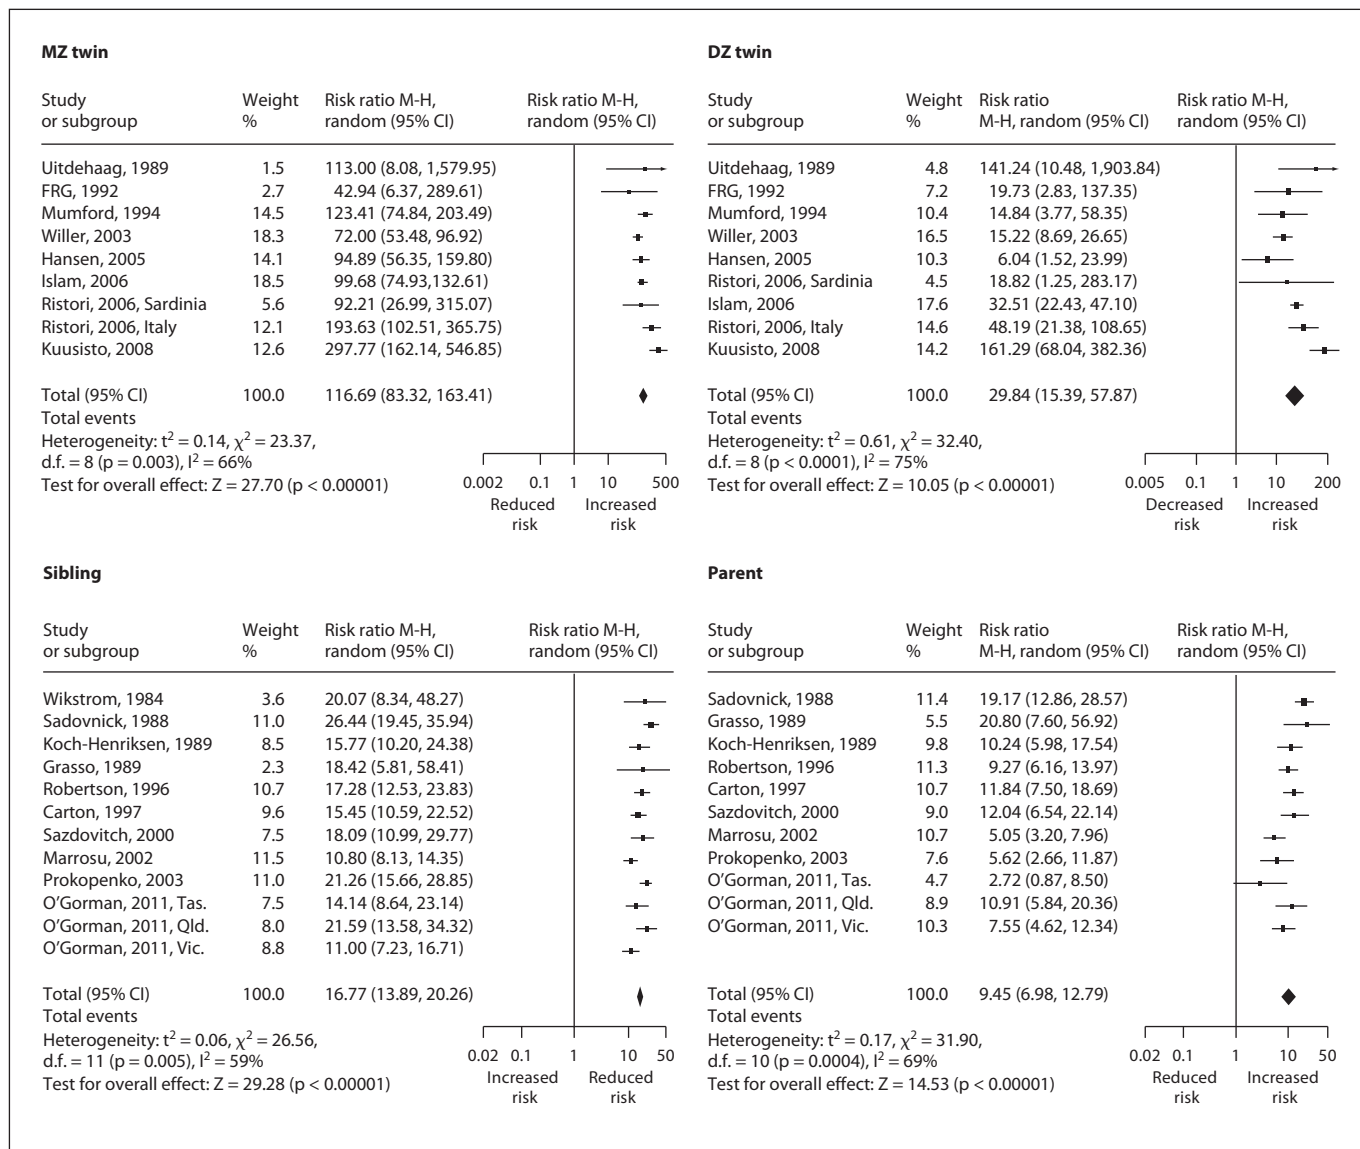 MZ twin
Study Weight Risk ratio M-H, Risk ratio M-H,
or subgroup % random (95% CI) random (95% CI)
Uitdehaag, 1989 1.5 113.00 (8.08, 1,579.95)
FRG, 1992 2.7 42.94 (6.37, 289.61)
Mumford, 1994 14.5 123.41 (74.84, 203.49)
Willer, 2003 18.3 72.00 (53.48, 96.92)
Hansen, 2005 14.1 94.89 (56.35, 159.80)
Islam, 2006 18.5 99.68 (74.93,132.61)
Ristori, 2006, Sardinia 5.6 92.21 (26.99, 315.07)
Ristori, 2006, Italy 12.1 193.63 (102.51, 365.75)
Kuusisto, 2008 12.6 297.77 (162.14, 546.85)
Total (95% CI) 100.0 116.69 (83.32, 163.41)
Total events
Heterogeneity: t² = 0.14, χ² = 23.37,
d.f. = 8 (p = 0.003), I² = 66%
Test for overall effect: Z = 27.70 (p < 0.00001)
0.002 0.1 1 10 500
Reduced Increased
risk risk
DZ twin
Study Weight Risk ratio Risk ratio M-H,
or subgroup % M-H, random (95% CI) random (95% CI)
Uitdehaag, 1989 4.8 141.24 (10.48, 1,903.84)
FRG, 1992 7.2 19.73 (2.83, 137.35)
Mumford, 1994 10.4 14.84 (3.77, 58.35)
Willer, 2003 16.5 15.22 (8.69, 26.65)
Hansen, 2005 10.3 6.04 (1.52, 23.99)
Ristori, 2006, Sardinia 4.5 18.82 (1.25, 283.17)
Islam, 2006 17.6 32.51 (22.43, 47.10)
Ristori, 2006, Italy 14.6 48.19 (21.38, 108.65)
Kuusisto, 2008 14.2 161.29 (68.04, 382.36)
Total (95% CI) 100.0 29.84 (15.39, 57.87)
Total events
Heterogeneity: t² = 0.61, χ² = 32.40,
d.f. = 8 (p < 0.0001), I² = 75%
Test for overall effect: Z = 10.05 (p < 0.00001)
0.005 0.1 1 10 200
Decreased Increased
risk risk
Sibling
Study Weight Risk ratio M-H, Risk ratio M-H,
or subgroup % random (95% CI) random (95% CI)
Wikstrom, 1984 3.6 20.07 (8.34, 48.27)
Sadovnick, 1988 11.0 26.44 (19.45, 35.94)
Koch-Henriksen, 1989 8.5 15.77 (10.20, 24.38)
Grasso, 1989 2.3 18.42 (5.81, 58.41)
Robertson, 1996 10.7 17.28 (12.53, 23.83)
Carton, 1997 9.6 15.45 (10.59, 22.52)
Sazdovitch, 2000 7.5 18.09 (10.99, 29.77)
Marrosu, 2002 11.5 10.80 (8.13, 14.35)
Prokopenko, 2003 11.0 21.26 (15.66, 28.85)
O'Gorman, 2011, Tas. 7.5 14.14 (8.64, 23.14)
O'Gorman, 2011, Qld. 8.0 21.59 (13.58, 34.32)
O'Gorman, 2011, Vic. 8.8 11.00 (7.23, 16.71)
Total (95% CI) 100.0 16.77 (13.89, 20.26)
Total events
Heterogeneity: t² = 0.06, χ² = 26.56,
d.f. = 11 (p = 0.005), I² = 59%
Test for overall effect: Z = 29.28 (p < 0.00001)
0.02 0.1 1 10 50
Increased Reduced
risk risk
Parent
Study Weight Risk ratio Risk ratio M-H,
or subgroup % M-H, random (95% CI) random (95% CI)
Sadovnick, 1988 11.4 19.17 (12.86, 28.57)
Grasso, 1989 5.5 20.80 (7.60, 56.92)
Koch-Henriksen, 1989 9.8 10.24 (5.98, 17.54)
Robertson, 1996 11.3 9.27 (6.16, 13.97)
Carton, 1997 10.7 11.84 (7.50, 18.69)
Sazdovitch, 2000 9.0 12.04 (6.54, 22.14)
Marrosu, 2002 10.7 5.05 (3.20, 7.96)
Prokopenko, 2003 7.6 5.62 (2.66, 11.87)
O'Gorman, 2011, Tas. 4.7 2.72 (0.87, 8.50)
O'Gorman, 2011, Qld. 8.9 10.91 (5.84, 20.36)
O'Gorman, 2011, Vic. 10.3 7.55 (4.62, 12.34)
Total (95% CI) 100.0 9.45 (6.98, 12.79)
Total events
Heterogeneity: t² = 0.17, χ² = 31.90,
d.f. = 10 (p = 0.0004), I² = 69%
Test for overall effect: Z = 14.53 (p < 0.00001)
0.02 0.1 1 10 50
Reduced Increased
risk risk